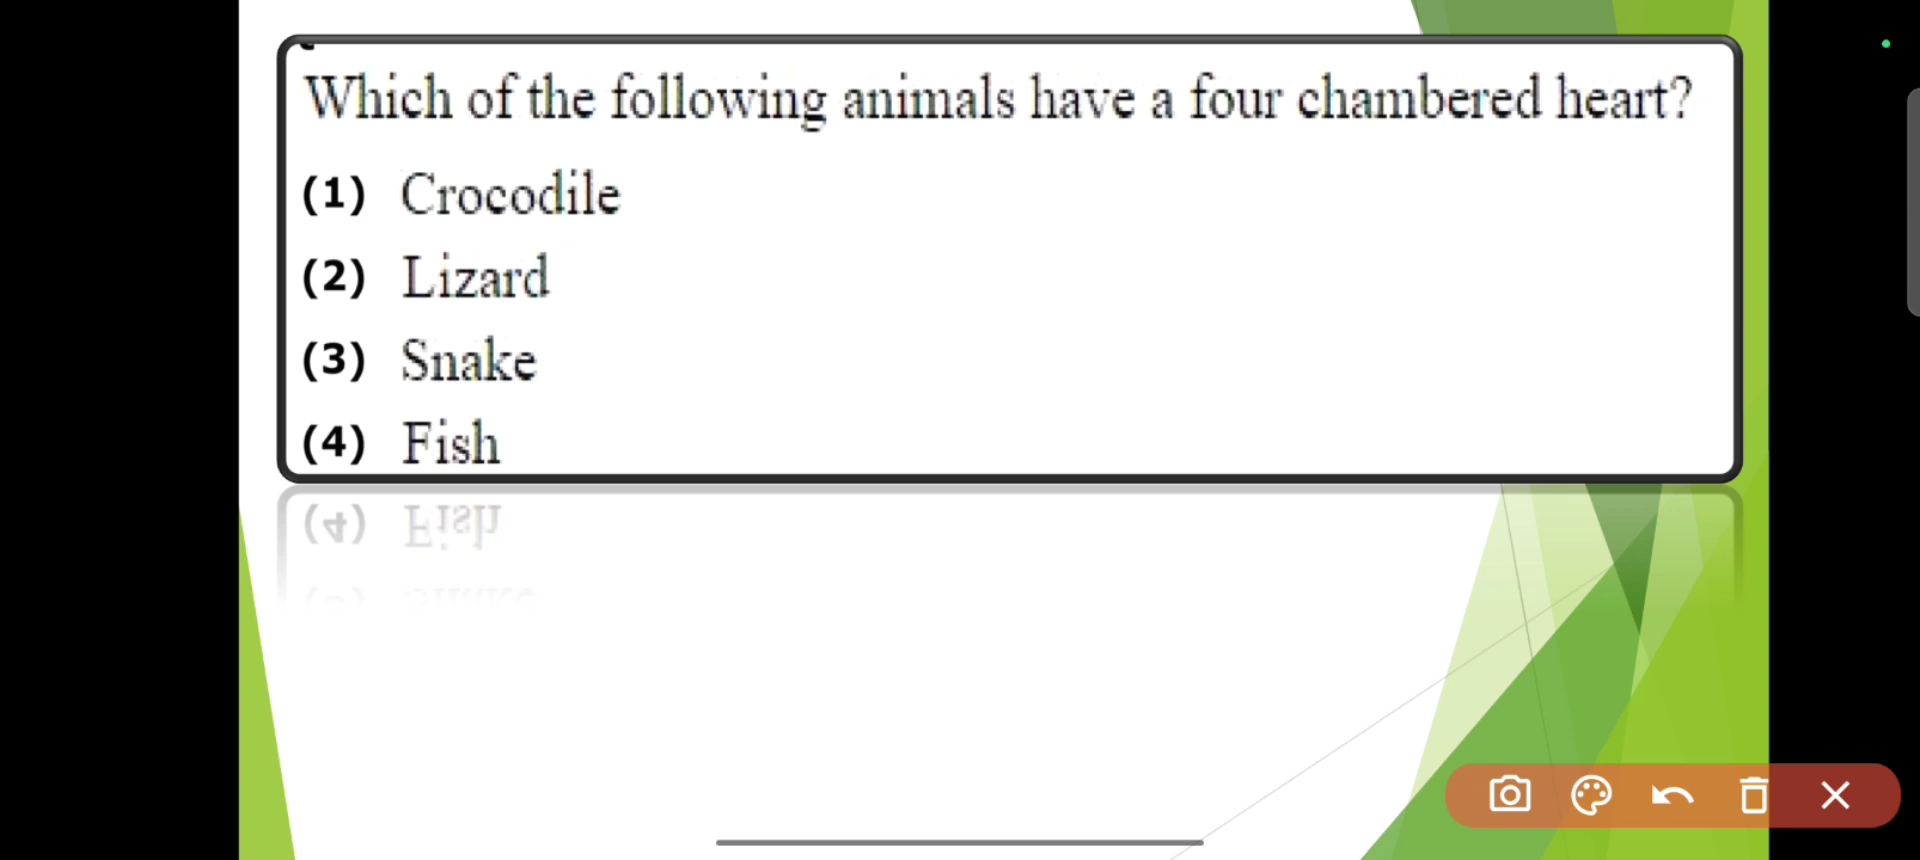 Which of the following animals have a four chambered heart?
(1) Crocodile
(2) Lizard
(3) Snake
(4) Fish